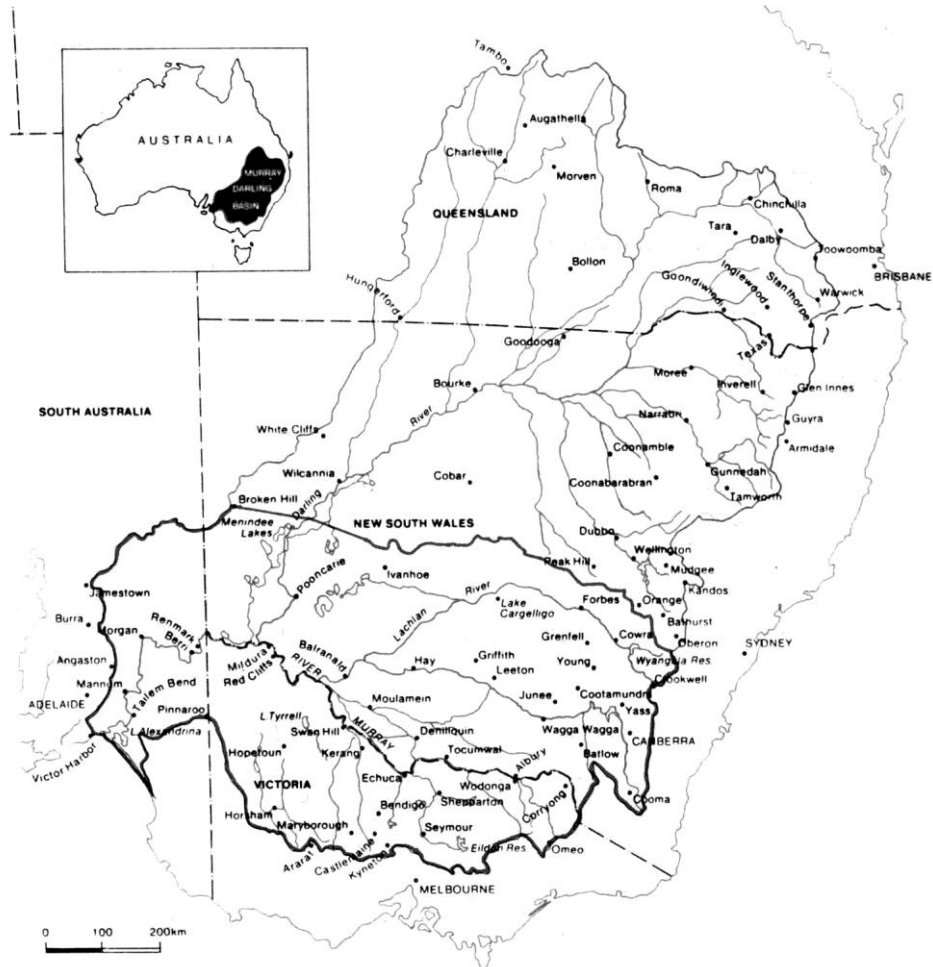 Tambo
AUSTRALIA
MURRAY
DARLING
BASIN
Augathella
Charleville
Morven
Roma
QUEENSLAND
Chinchilla
Tara
Dalby
Toowoomba
Bollon
BRISBANE
Goondiwindi
Inglewood
Stanthorpe
Warwick
Hungerford
Goodooga
Texas
Moree
Inverell
Glen Innes
Bourke
SOUTH AUSTRALIA
River
Narrabri
Guyra
White Cliffs
Coonamble
Armidale
Wilcannia
Cobar
Gunnedah
Coonabarabran
Tamworth
Broken Hill
Darling
Menindee
Lakes
NEW SOUTH WALES
Dubbo
Wellington
Peak Hill
Mudgee
Ivanhoe
Pooncarie
Kandos
Jamestown
River
Lake
Cargelligo
Forbes
Orange
Burra
Lachlan
Bathurst
Morgan
Renmark
Berri
Grenfell
Cowra
Oberon
SYDNEY
Mildura
Red Cliffs
Balranald
Hay
Griffith
Young
Wyangula Res.
Angaston
RIVER
Leeton
Crookwell
Mannum
Tailem Bend
Moulamein
Junee
Cootamundra
Yass
ADELAIDE
Pinnaroo
L.Tyrrell
Swan Hill
MURRAY
Deniliquin
Wagga Wagga
CANBERRA
L.Alexandrina
Victor Harbor
Hopetoun
Kerang
Tocumwal
Albury
Batlow
Echuca
Wodonga
VICTORIA
Shepparton
Corryong
Cooma
Horsham
Bendigo
Maryborough
Seymour
Ararat
Castlemaine
Kyneton
Eildon Res.
Omeo
MELBOURNE
0 100 200km